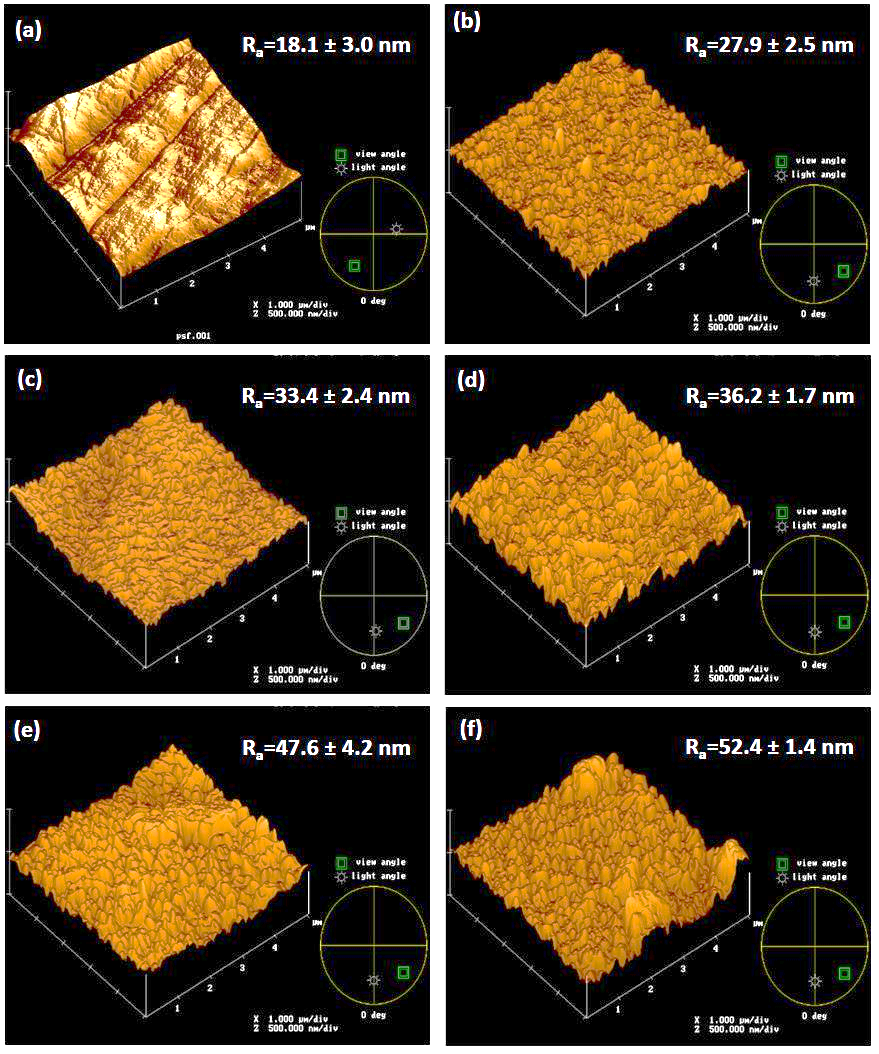 (a)
Rₐ=18.1 ± 3.0 nm
view angle
light angle
µm
4
3
2
1
0 deg
X 1.000 µm/div
Z 500.000 nm/div
psf.001
(b)
Rₐ=27.9 ± 2.5 nm
view angle
light angle
µm
4
3
2
1
0 deg
X 1.000 µm/div
Z 500.000 nm/div
(c)
Rₐ=33.4 ± 2.4 nm
view angle
light angle
µm
4
3
2
1
0 deg
X 1.000 µm/div
Z 500.000 nm/div
(d)
Rₐ=36.2 ± 1.7 nm
view angle
light angle
µm
4
3
2
1
0 deg
X 1.000 µm/div
Z 500.000 nm/div
(e)
Rₐ=47.6 ± 4.2 nm
view angle
light angle
µm
4
3
2
1
0 deg
X 1.000 µm/div
Z 500.000 nm/div
(f)
Rₐ=52.4 ± 1.4 nm
view angle
light angle
µm
4
3
2
1
0 deg
X 1.000 µm/div
Z 500.000 nm/div